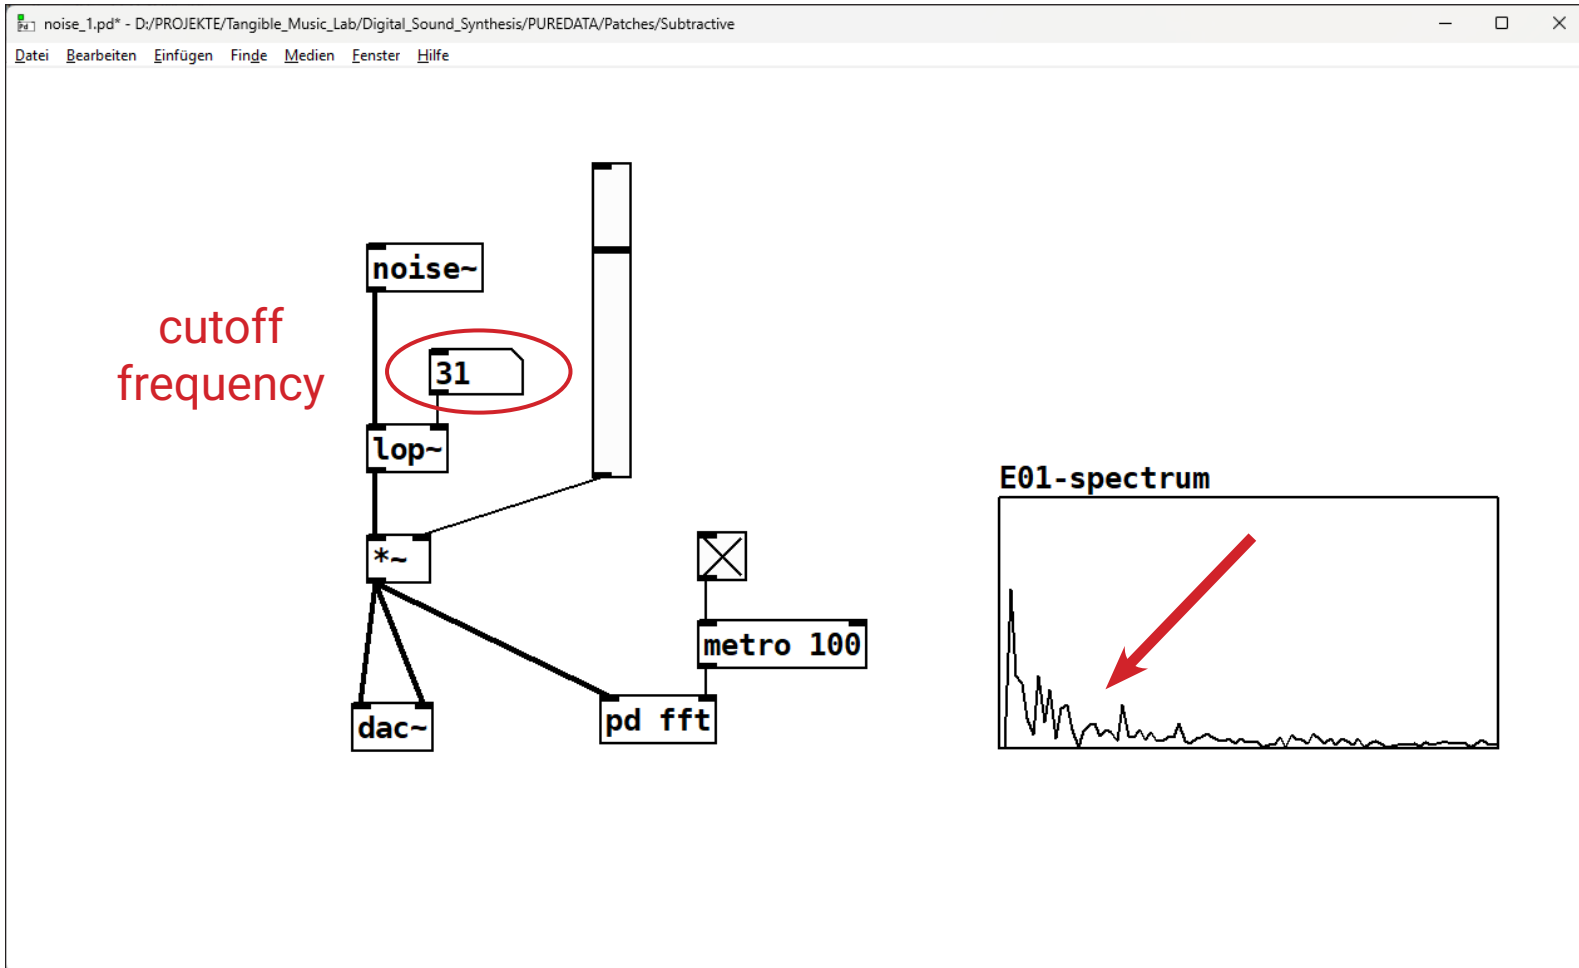 noise_1.pd* - D:/PROJEKTE/Tangible_Music_Lab/Digital_Sound_Synthesis/PUREDATA/Patches/Subtractive
Datei Bearbeiten Einfügen Finde Medien Fenster Hilfe
noise~
cutoff
frequency
31
lop~
E01-spectrum
*~
metro 100
pd fft
dac~